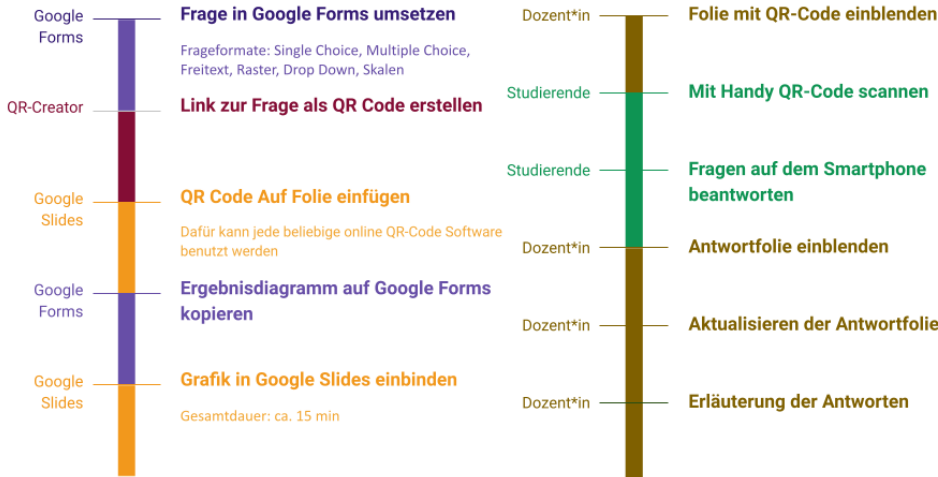 Google
Forms
Frage in Google Forms umsetzen
Frageformate: Single Choice, Multiple Choice,
Freitext, Raster, Drop Down, Skalen
QR-Creator
Link zur Frage als QR Code erstellen
Google
Slides
QR Code Auf Folie einfügen
Dafür kann jede beliebige online QR-Code Software
benutzt werden
Google
Forms
Ergebnisdiagramm auf Google Forms
kopieren
Google
Slides
Grafik in Google Slides einbinden
Gesamtdauer: ca. 15 min
Dozent*in
Folie mit QR-Code einblenden
Studierende
Mit Handy QR-Code scannen
Studierende
Fragen auf dem Smartphone
beantworten
Dozent*in
Antwortfolie einblenden
Dozent*in
Aktualisieren der Antwortfolie
Dozent*in
Erläuterung der Antworten